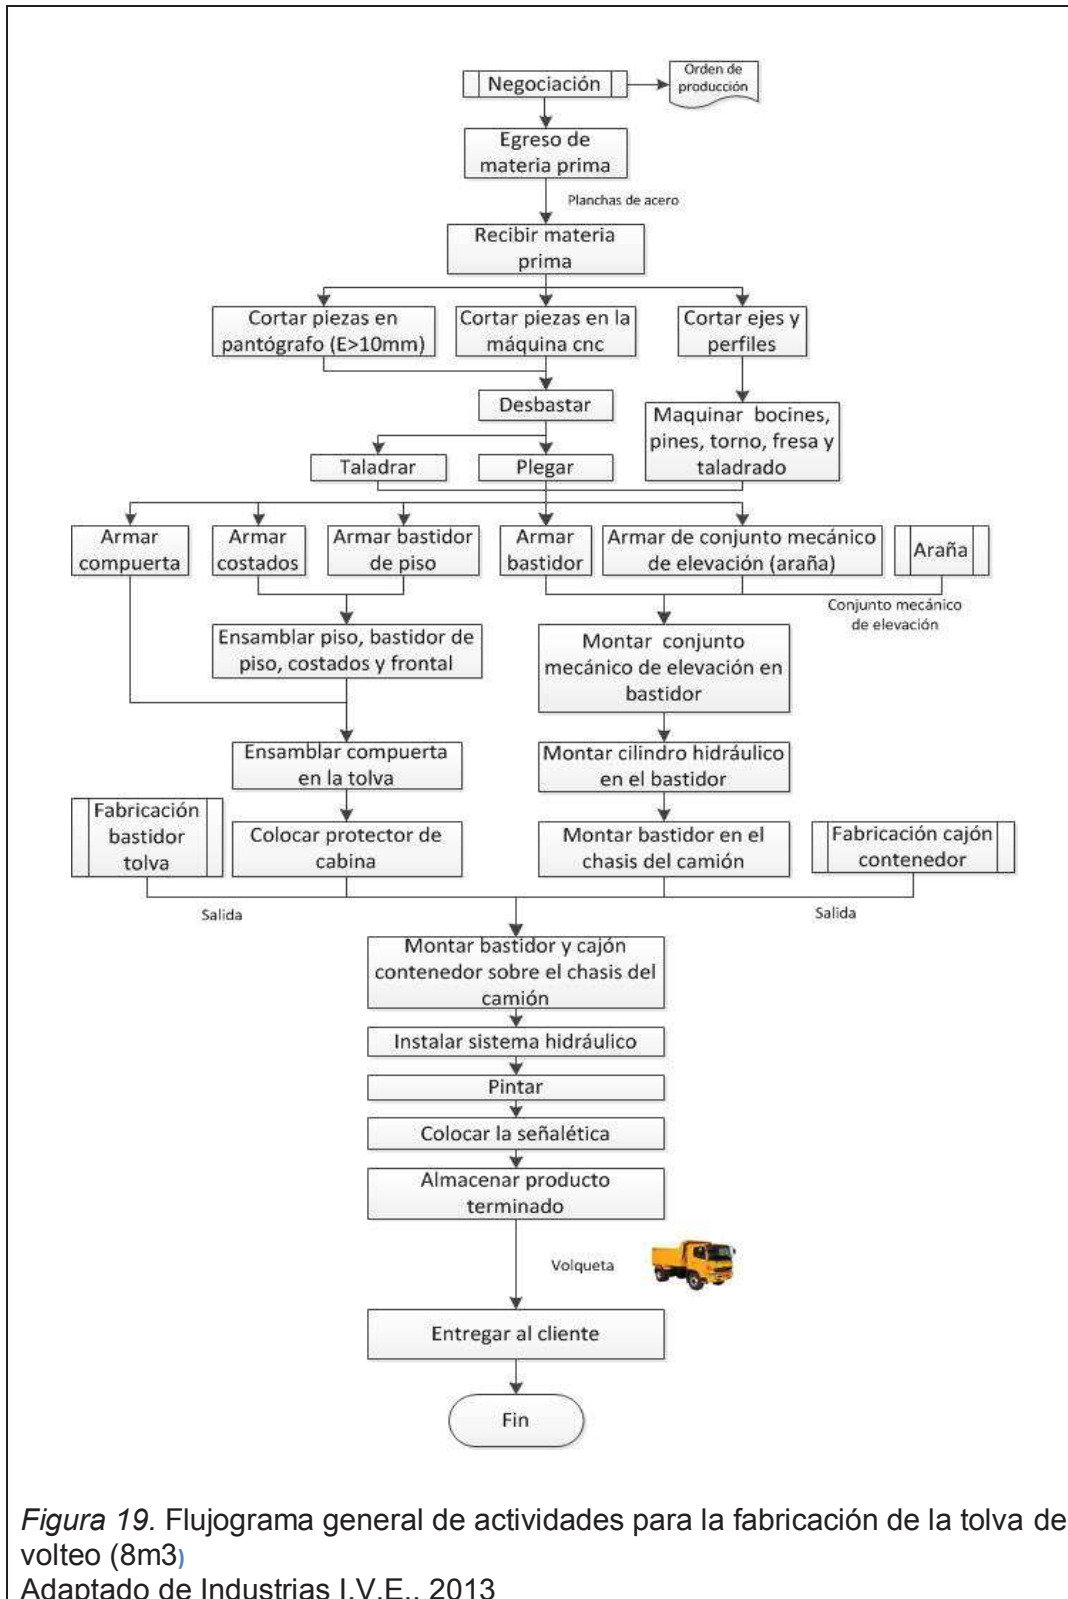 Negociación
Orden de
producción
Egreso de
materia prima
Planchas de acero
Recibir materia
prima
Cortar piezas en
pantógrafo (E>10mm)
Cortar piezas en la
máquina cnc
Cortar ejes y
perfiles
Desbastar
Maquinar bocines,
pines, torno, fresa y
taladrado
Taladrar
Plegar
Armar
compuerta
Armar
costados
Armar bastidor
de piso
Armar
bastidor
Armar de conjunto mecánico
de elevación (araña)
Araña
Conjunto mecánico
de elevación
Ensamblar piso, bastidor de
piso, costados y frontal
Montar conjunto
mecánico de elevación en
bastidor
Ensamblar compuerta
en la tolva
Montar cilindro hidráulico
en el bastidor
Fabricación
bastidor
tolva
Colocar protector de
cabina
Montar bastidor en el
chasis del camión
Fabricación cajón
contenedor
Salida
Salida
Montar bastidor y cajón
contenedor sobre el chasis del
camión
Instalar sistema hidráulico
Pintar
Colocar la señalética
Almacenar producto
terminado
Volqueta
Entregar al cliente
Fin
Figura 19. Flujograma general de actividades para la fabricación de la tolva de
volteo (8m3)
Adaptado de Industrias I.V.E., 2013